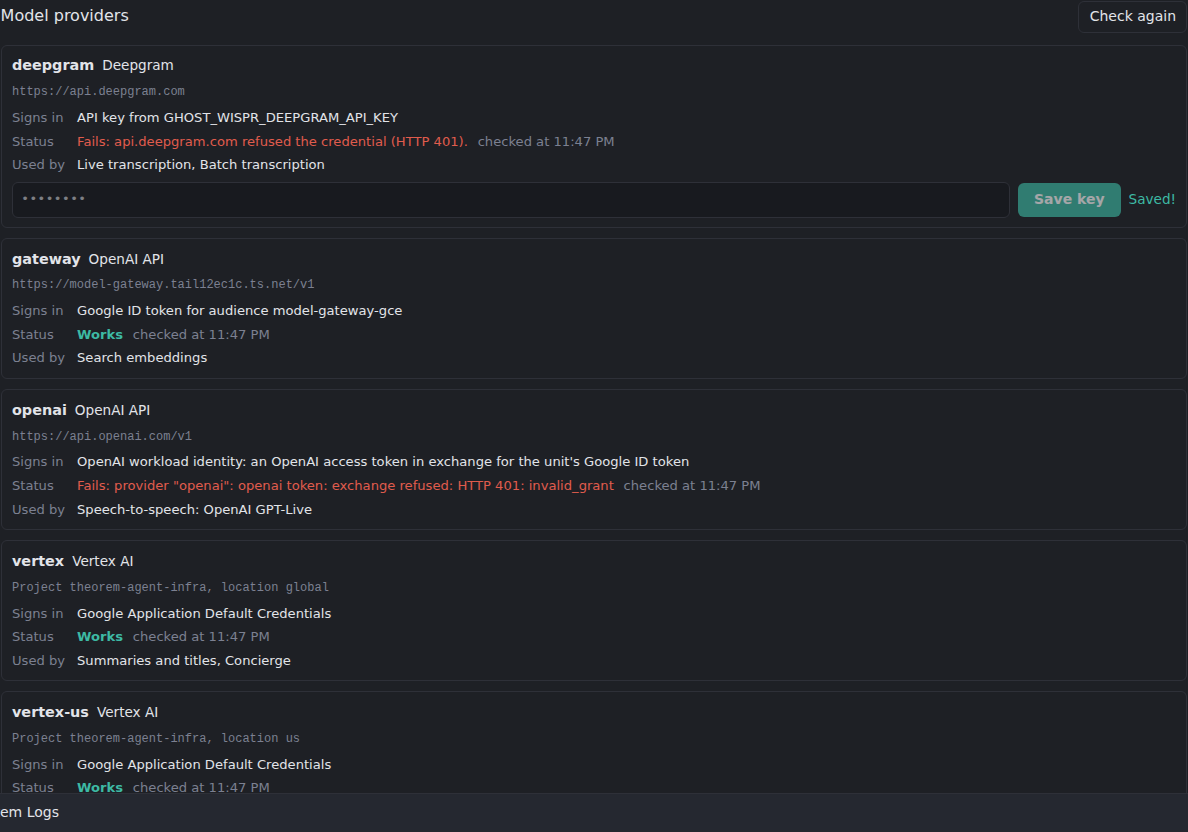 Model providers
Check again
deepgram Deepgram
https://api.deepgram.com
Signs in API key from GHOST_WISPR_DEEPGRAM_API_KEY
Status Fails: api.deepgram.com refused the credential (HTTP 401). checked at 11:47 PM
Used by Live transcription, Batch transcription
•••••••• Save key Saved!
gateway OpenAI API
https://model-gateway.tail12ec1c.ts.net/v1
Signs in Google ID token for audience model-gateway-gce
Status Works checked at 11:47 PM
Used by Search embeddings
openai OpenAI API
https://api.openai.com/v1
Signs in OpenAI workload identity: an OpenAI access token in exchange for the unit's Google ID token
Status Fails: provider "openai": openai token: exchange refused: HTTP 401: invalid_grant checked at 11:47 PM
Used by Speech-to-speech: OpenAI GPT-Live
vertex Vertex AI
Project theorem-agent-infra, location global
Signs in Google Application Default Credentials
Status Works checked at 11:47 PM
Used by Summaries and titles, Concierge
vertex-us Vertex AI
Project theorem-agent-infra, location us
Signs in Google Application Default Credentials
Status Works checked at 11:47 PM
em Logs